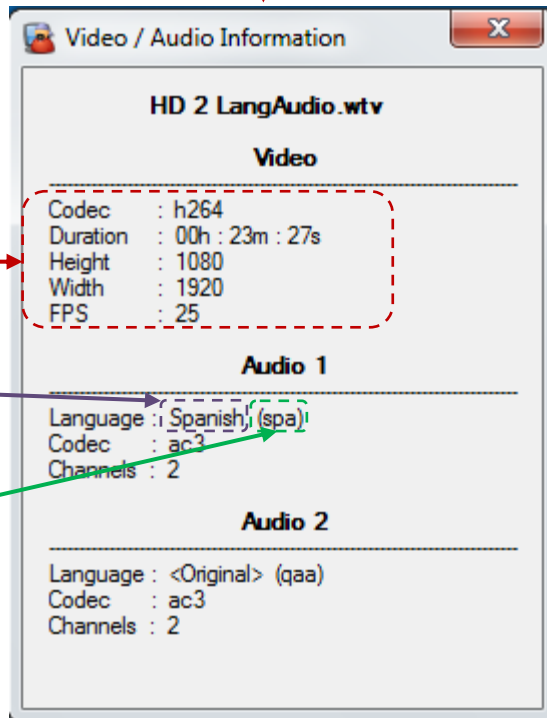 Video / Audio Information
HD 2 LangAudio.wtv
Video
Codec : h264
Duration : 00h : 23m : 27s
Height : 1080
Width : 1920
FPS : 25
Audio 1
Language : Spanish (spa)
Codec : ac3
Channels : 2
Audio 2
Language : <Original> (qaa)
Codec : ac3
Channels : 2